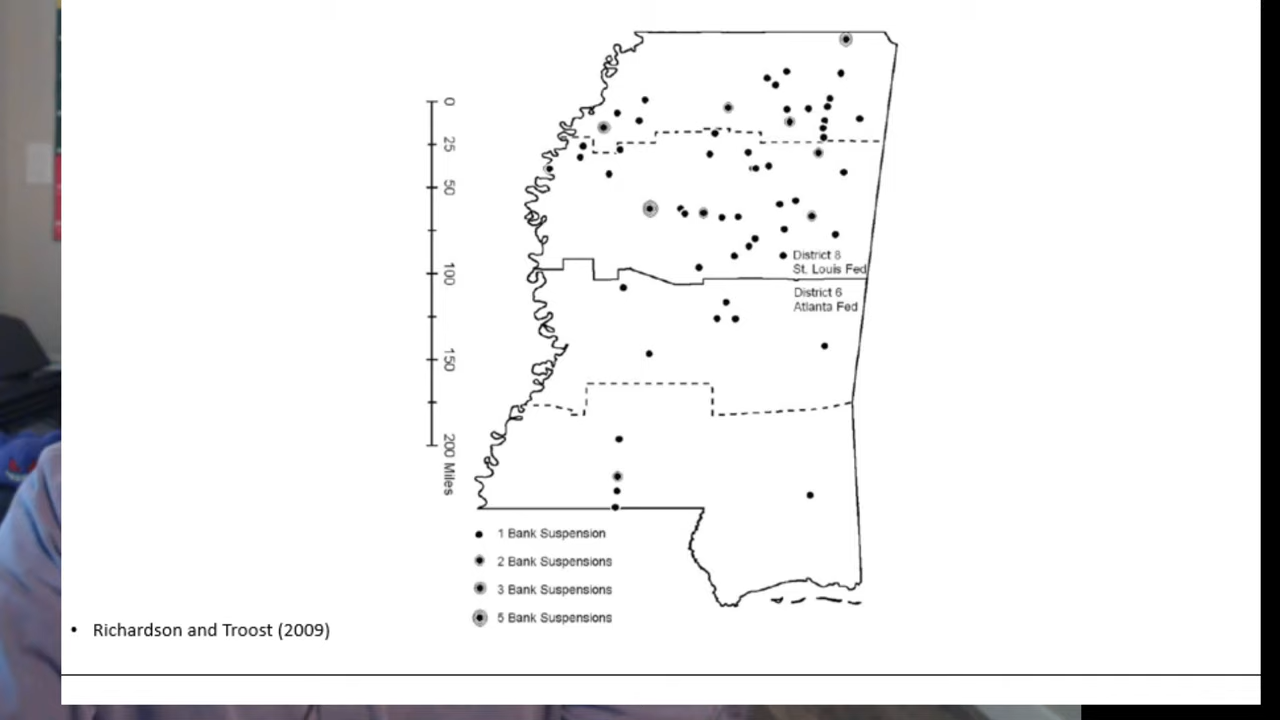 0
25
50
100
150
200 Miles
District 8
St. Louis Fed
District 6
Atlanta Fed
1 Bank Suspension
2 Bank Suspensions
3 Bank Suspensions
5 Bank Suspensions
• Richardson and Troost (2009)